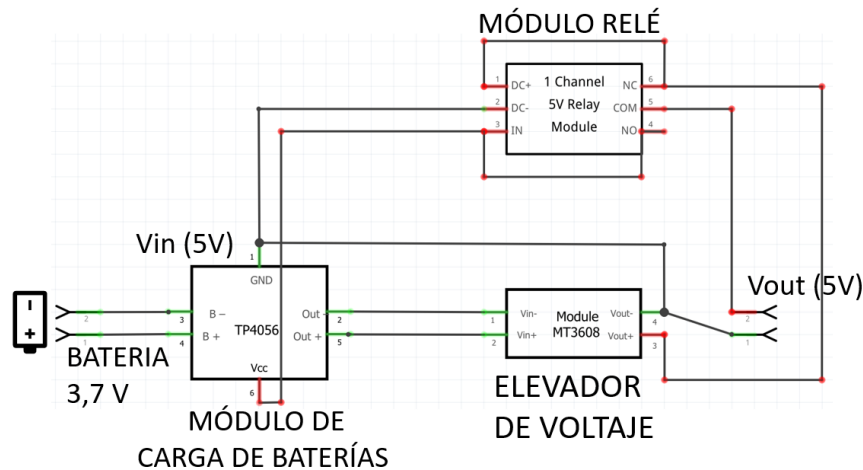 MÓDULO RELÉ
1 DC+ 1 Channel NC 6
2 DC- 5V Relay COM 5
3 IN Module NO 4
Vin (5V)
1
GND
Vout (5V)
2 B - Out - 2 1 Vin- Module Vout- 4 2
3
TP4056 MT3608
1 B + Out + 5 2 Vin+ Vout+ 3 1
4
Vcc
6
BATERIA
3,7 V
MÓDULO DE
CARGA DE BATERÍAS
ELEVADOR
DE VOLTAJE